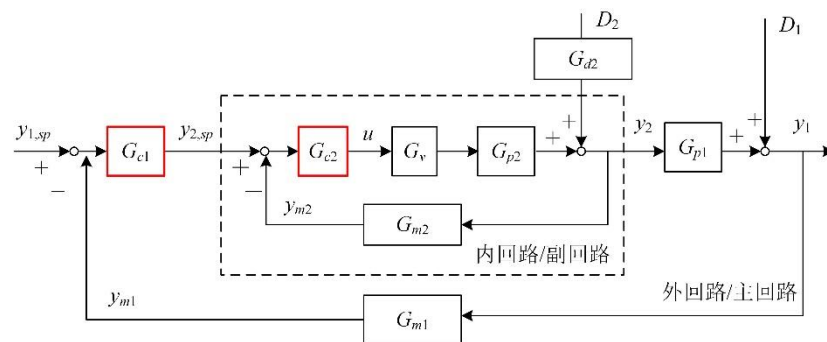 D2
D1
Gd2
y1,sp
y2,sp
u
y2
y1
+
+
+
+
+
+
Gc1
Gc2
Gv
Gp2
Gp1
+
−
+
−
ym2
Gm2
内回路/副回路
ym1
外回路/主回路
Gm1